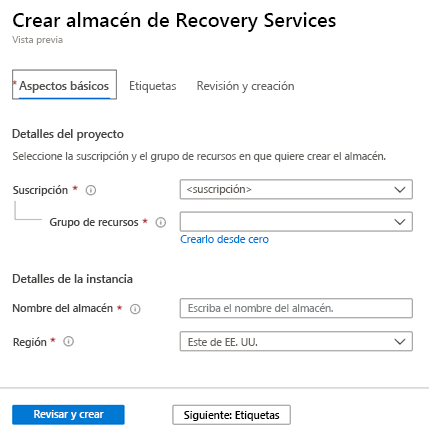 Crear almacén de Recovery Services
Vista previa
* Aspectos básicos Etiquetas Revisión y creación
Detalles del proyecto
Seleccione la suscripción y el grupo de recursos en que quiere crear el almacén.
Suscripción * <suscripción>
Grupo de recursos *
Crearlo desde cero
Detalles de la instancia
Nombre del almacén * Escriba el nombre del almacén.
Región * Este de EE. UU.
Revisar y crear Siguiente: Etiquetas